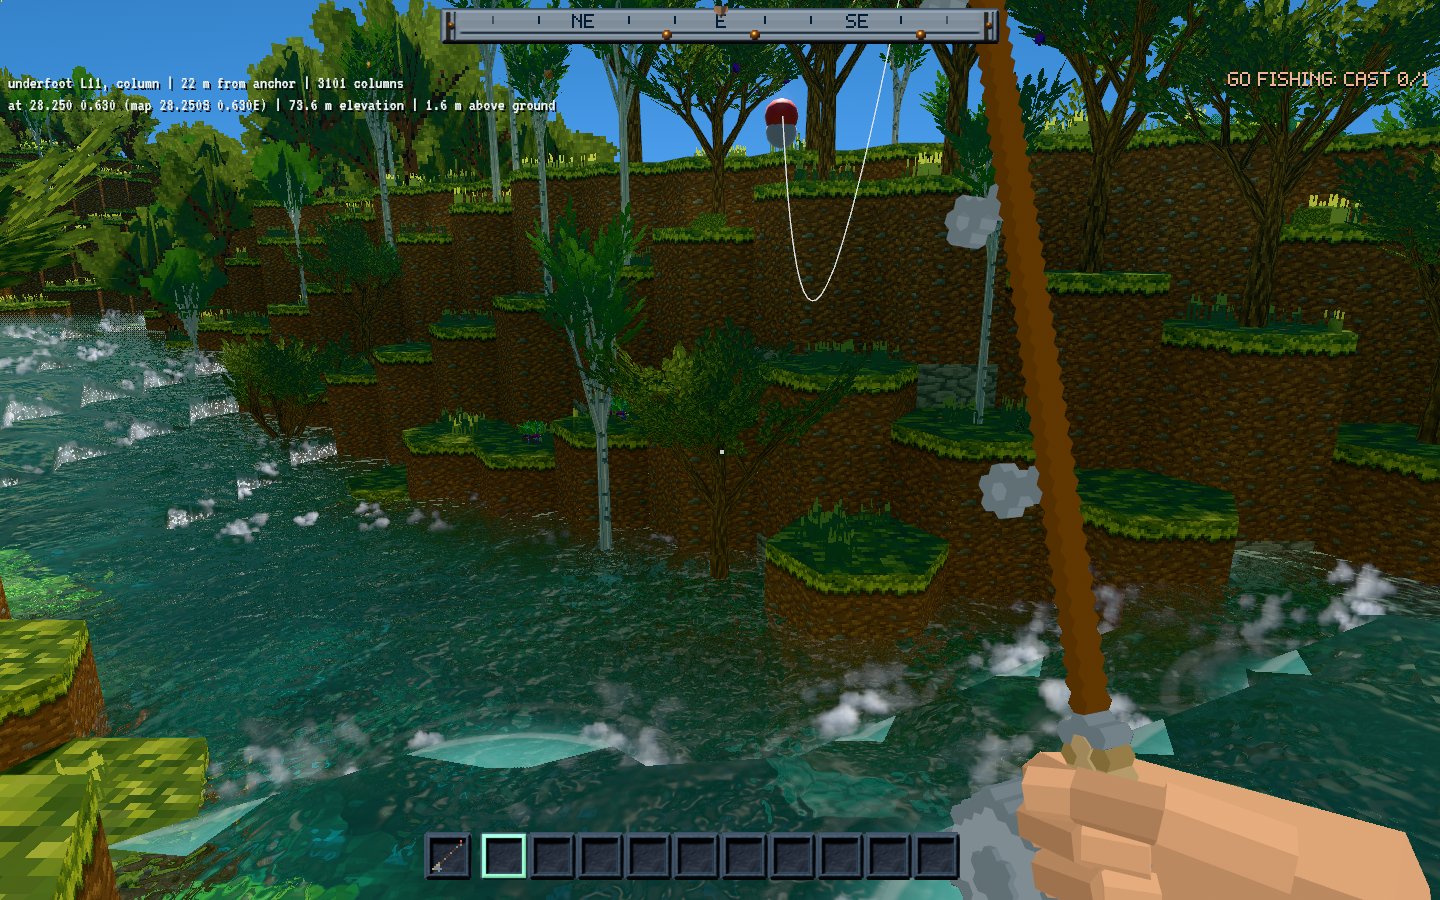 NE E SE
underfoot L11, column | 22 m from anchor | 3101 columns
at 28.250 0.630 (map 28.250S 0.630E) | 73.6 m elevation | 1.6 m above ground
GO FISHING: CAST 0/1